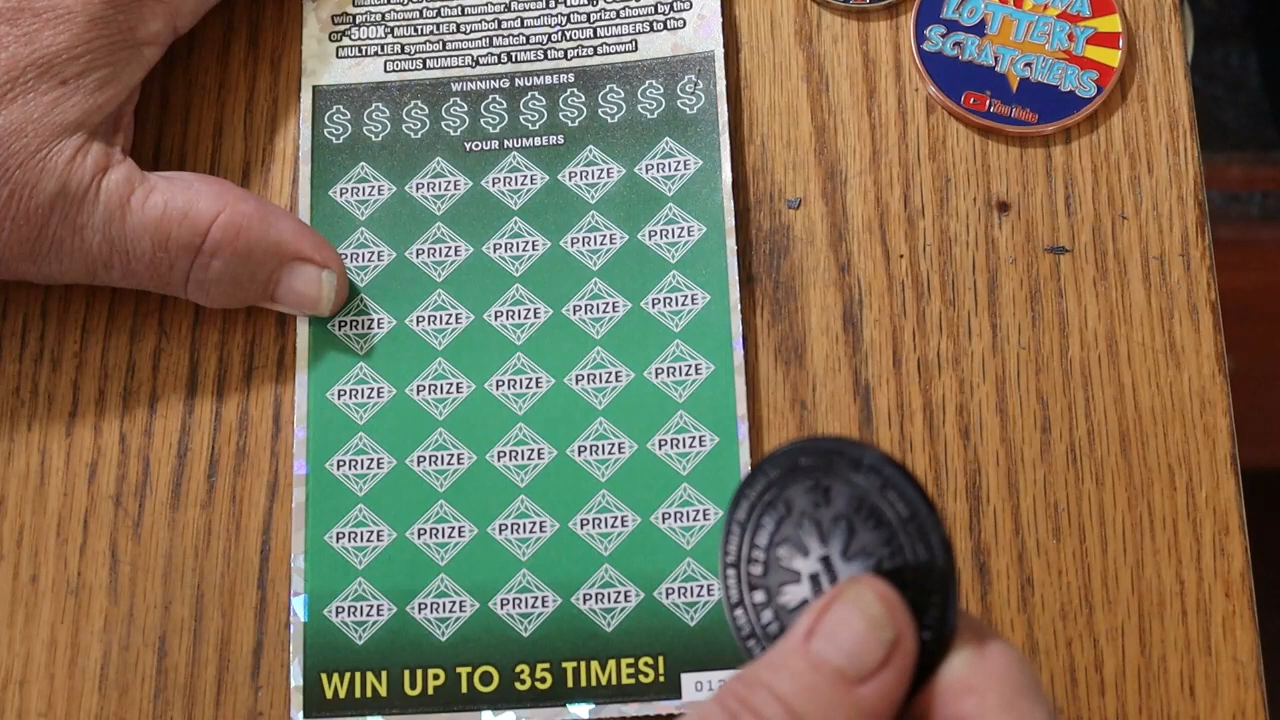 win prize shown for that number. Reveal a "10X",
or "500X" MULTIPLIER symbol and multiply the prize shown by the
MULTIPLIER symbol amount! Match any of YOUR NUMBERS to the
BONUS NUMBER, win 5 TIMES the prize shown!
WINNING NUMBERS
$ $ $ $ $ $ $ $ $ $
YOUR NUMBERS
PRIZE PRIZE PRIZE PRIZE PRIZE
PRIZE PRIZE PRIZE PRIZE PRIZE
PRIZE PRIZE PRIZE PRIZE PRIZE
PRIZE PRIZE PRIZE PRIZE PRIZE
PRIZE PRIZE PRIZE PRIZE PRIZE
PRIZE PRIZE PRIZE PRIZE PRIZE
PRIZE PRIZE PRIZE PRIZE PRIZE
WIN UP TO 35 TIMES!
012
LOTTERY
SCRATCHERS
YouTube